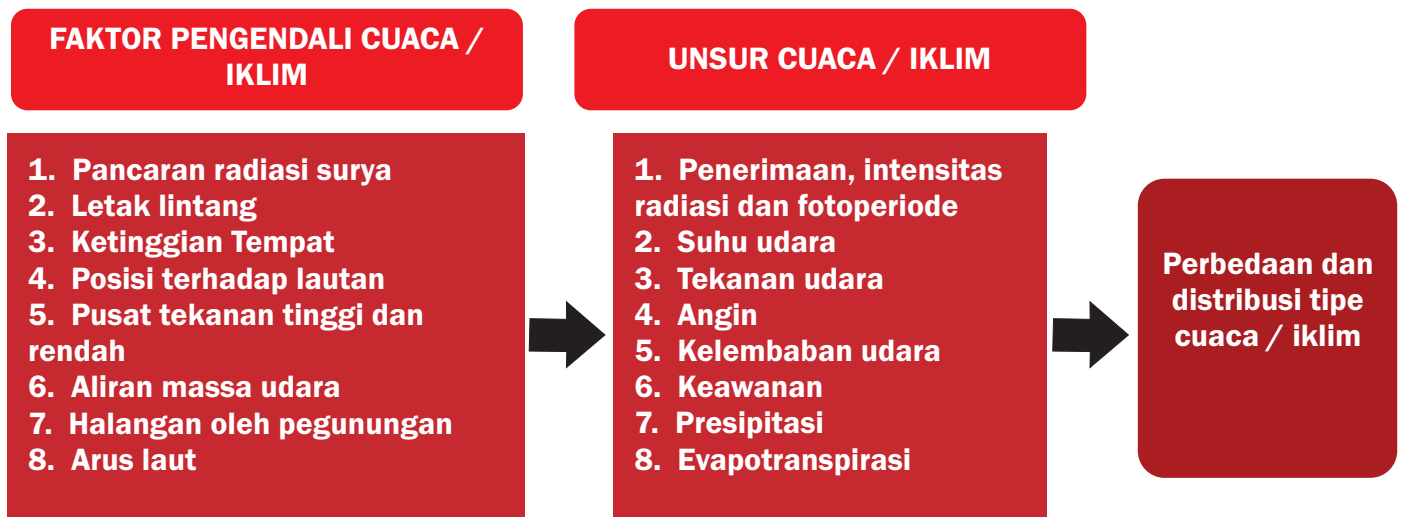 FAKTOR PENGENDALI CUACA /
IKLIM
UNSUR CUACA / IKLIM
1. Pancaran radiasi surya
2. Letak lintang
3. Ketinggian Tempat
4. Posisi terhadap lautan
5. Pusat tekanan tinggi dan
rendah
6. Aliran massa udara
7. Halangan oleh pegunungan
8. Arus laut
1. Penerimaan, intensitas
radiasi dan fotoperiode
2. Suhu udara
3. Tekanan udara
4. Angin
5. Kelembaban udara
6. Keawanan
7. Presipitasi
8. Evapotranspirasi
Perbedaan dan
distribusi tipe
cuaca / iklim